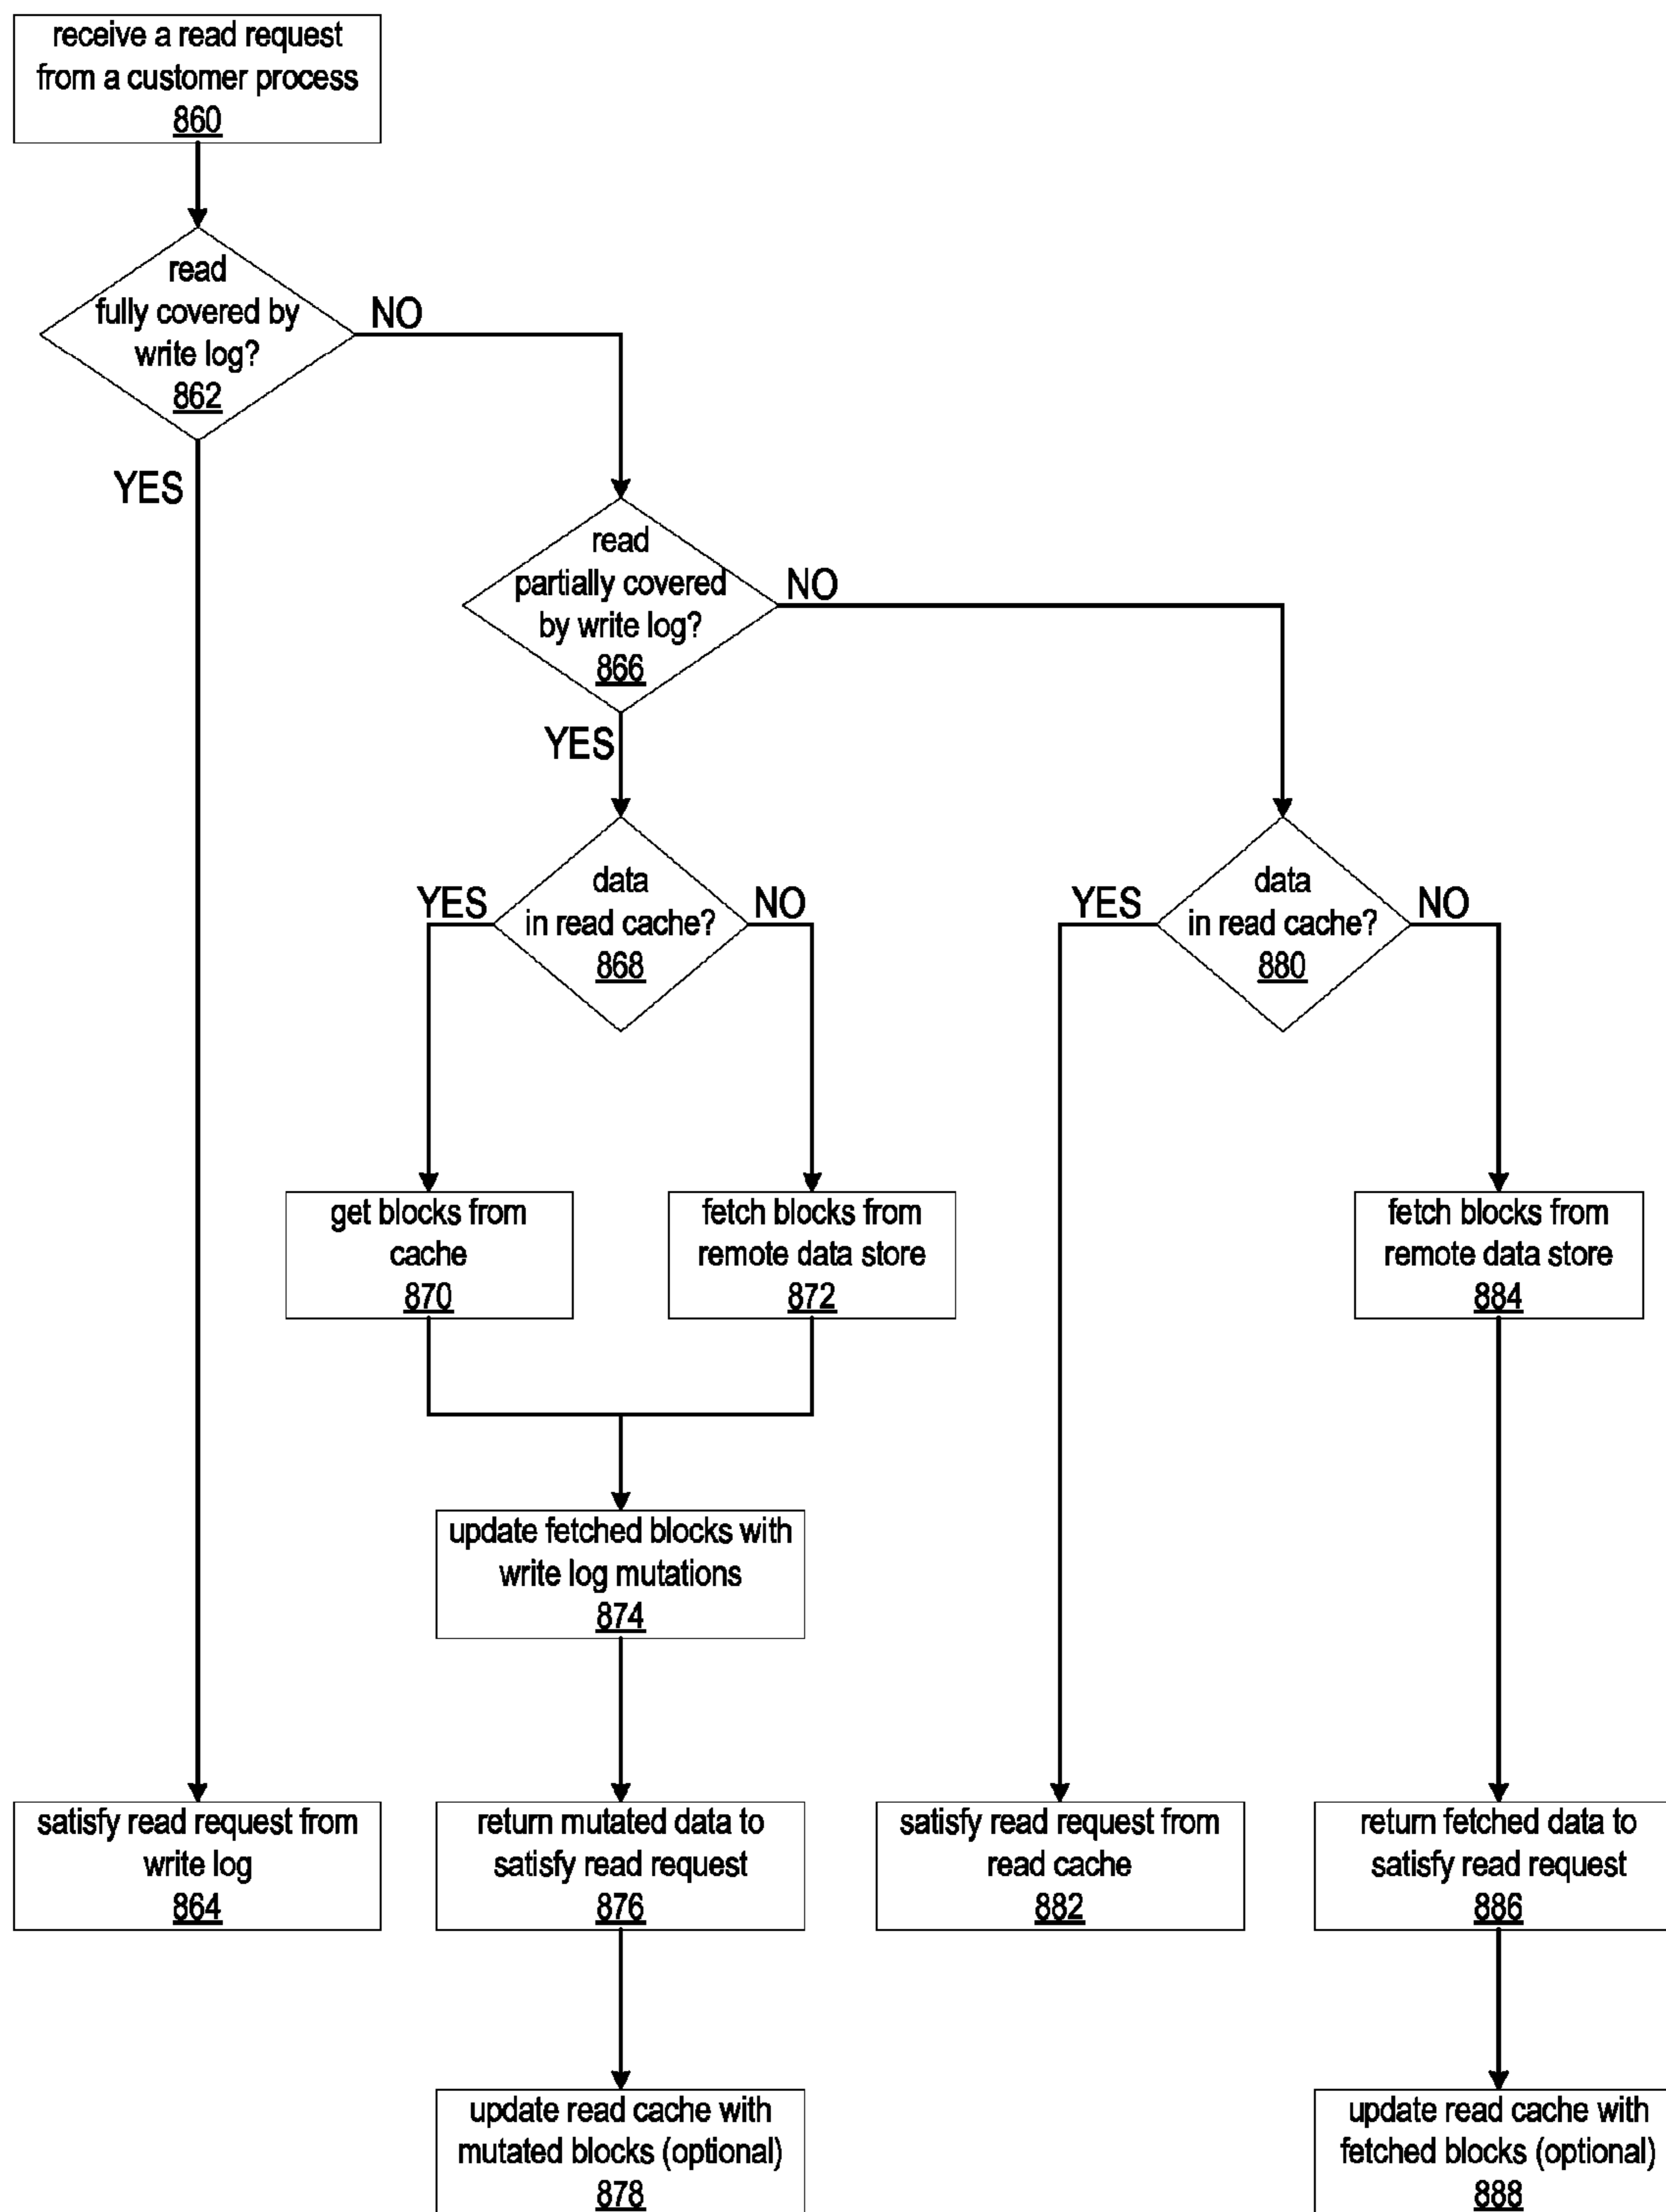 receive a read request
from a customer process
860
read
fully covered by
write log?
862
NO
YES
read
partially covered
by write log?
866
NO
YES
data
in read cache?
868
YES
NO
data
in read cache?
880
YES
NO
get blocks from
cache
870
fetch blocks from
remote data store
872
fetch blocks from
remote data store
884
update fetched blocks with
write log mutations
874
satisfy read request from
write log
864
return mutated data to
satisfy read request
876
satisfy read request from
read cache
882
return fetched data to
satisfy read request
886
update read cache with
mutated blocks (optional)
878
update read cache with
fetched blocks (optional)
888